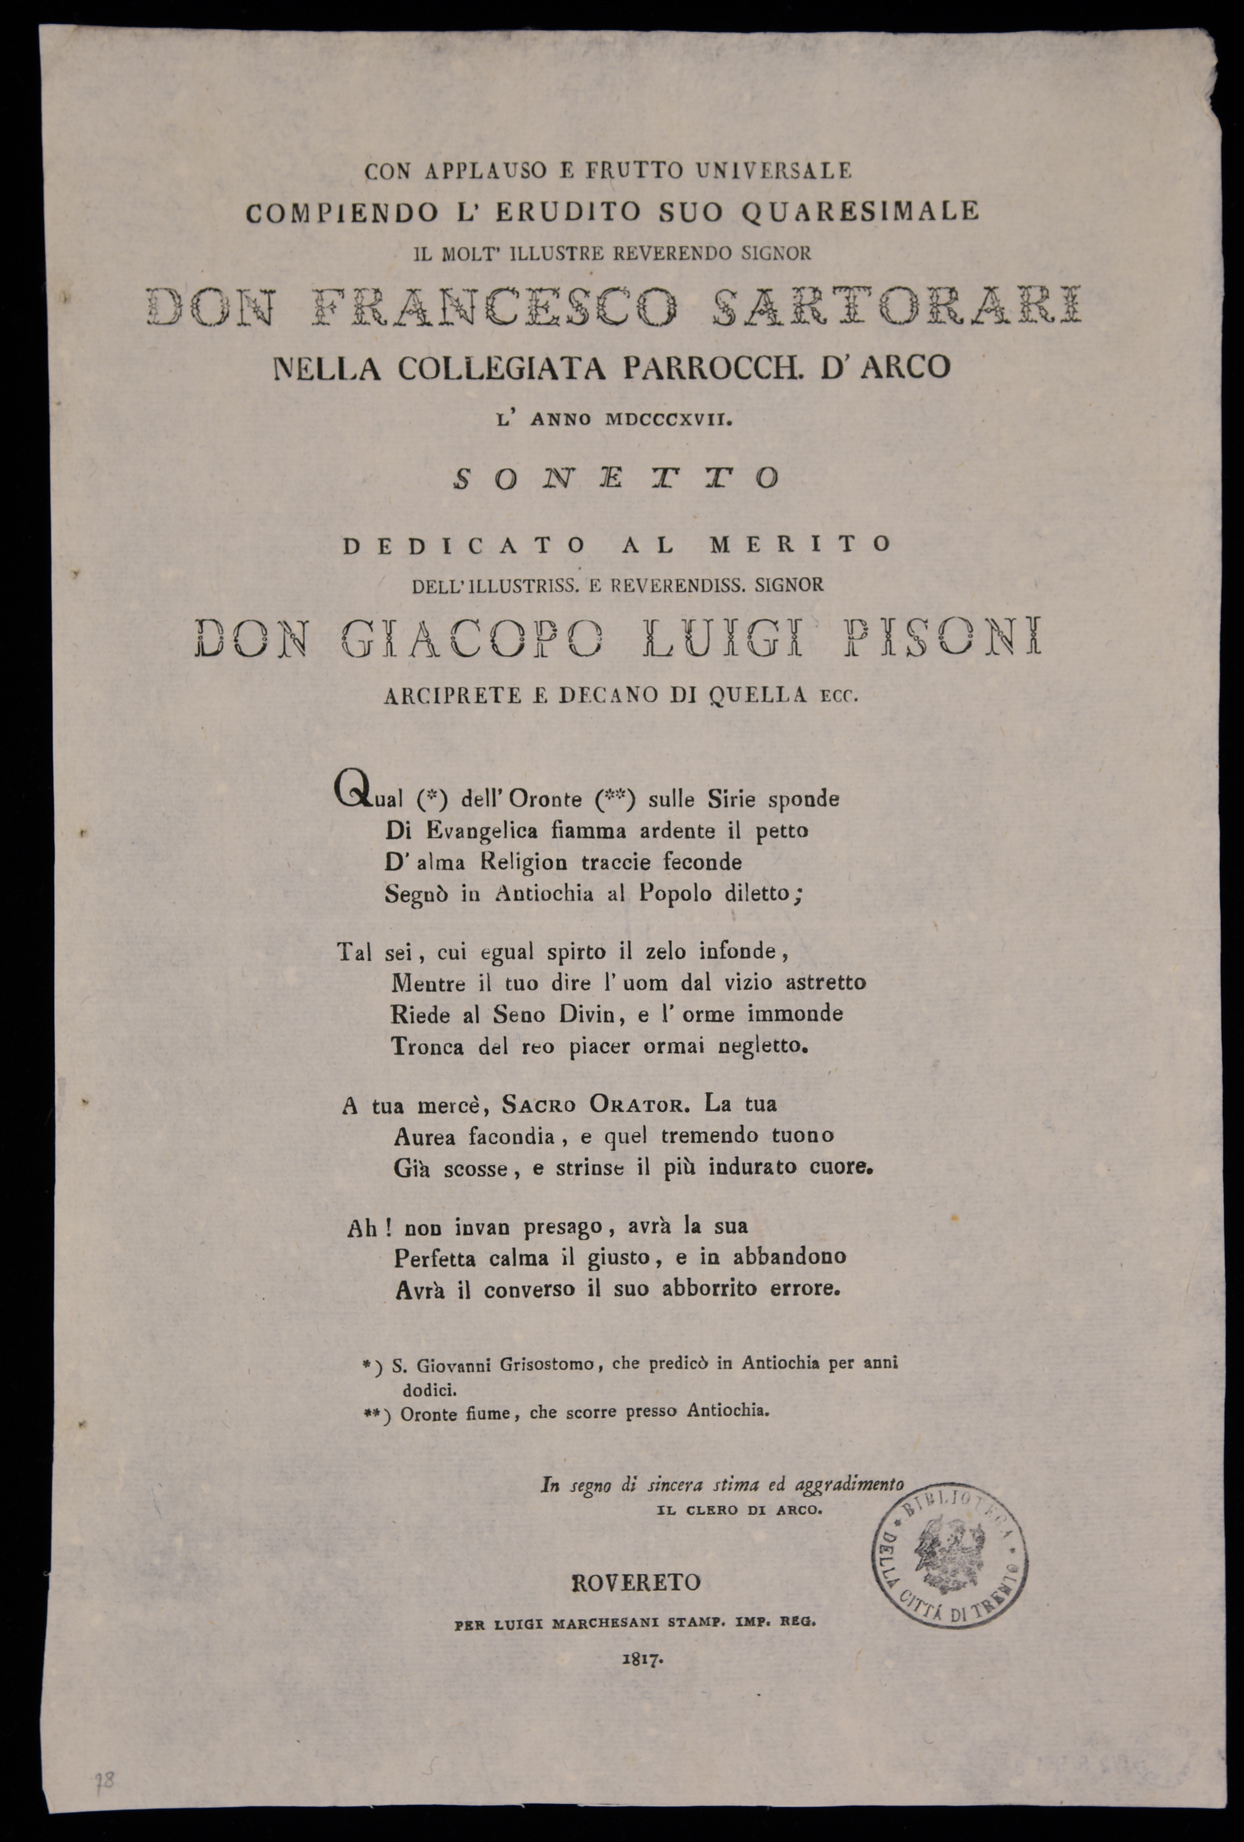 CON APPLAUSO E FRUTTO UNIVERSALE
COMPIENDO L' ERUDITO SUO QUARESIMALE
IL MOLT' ILLUSTRE REVERENDO SIGNOR
DON FRANCESCO SARTORARI
NELLA COLLEGIATA PARROCCH. D' ARCO
L' ANNO MDCCCXVII.
SONETTO
DEDICATO AL MERITO
DELL' ILLUSTRISS. E REVERENDISS. SIGNOR
DON GIACOPO LUIGI PISONI
ARCIPRETE E DECANO DI QUELLA ECC.
Qual (*) dell' Oronte (**) sulle Sirie sponde
Di Evangelica fiamma ardente il petto
D' alma Religion traccie feconde
Segnò in Antiochia al Popolo diletto;
Tal sei, cui egual spirto il zelo infonde,
Mentre il tuo dire l' uom dal vizio astretto
Riede al Seno Divin, e l' orme immonde
Tronca del reo piacer ormai negletto.
A tua mercè, SACRO ORATOR. La tua
Aurea facondia, e quel tremendo tuono
Già scosse, e strinse il più indurato cuore.
Ah! non invan presago, avrà la sua
Perfetta calma il giusto, e in abbandono
Avrà il converso il suo abborrito errore.
*) S. Giovanni Grisostomo, che predicò in Antiochia per anni
dodici.
**) Oronte fiume, che scorre presso Antiochia.
In segno di sincera stima ed aggradimento
IL CLERO DI ARCO.
BIBLIOTECA
DELLA CITTÁ DI TRENTO
ROVERETO
PER LUIGI MARCHESANI STAMP. IMP. REG.
1817.
78